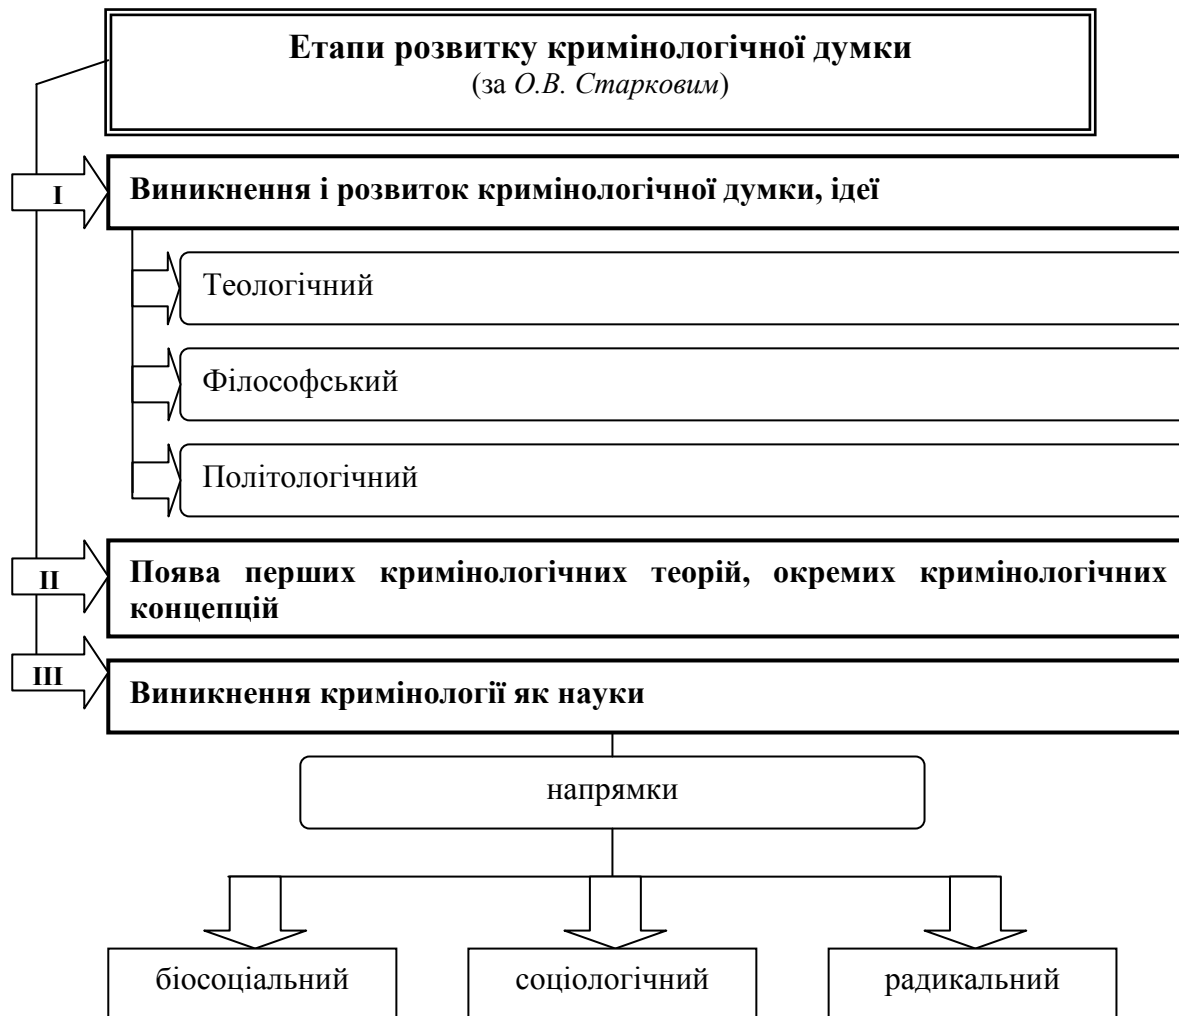 Етапи розвитку кримінологічної думки
(за О.В. Старковим)
I
Виникнення і розвиток кримінологічної думки, ідеї
Теологічний
Філософський
Політологічний
II
Поява перших кримінологічних теорій, окремих кримінологічних
концепцій
III
Виникнення кримінології як науки
напрямки
біосоціальний
соціологічний
радикальний